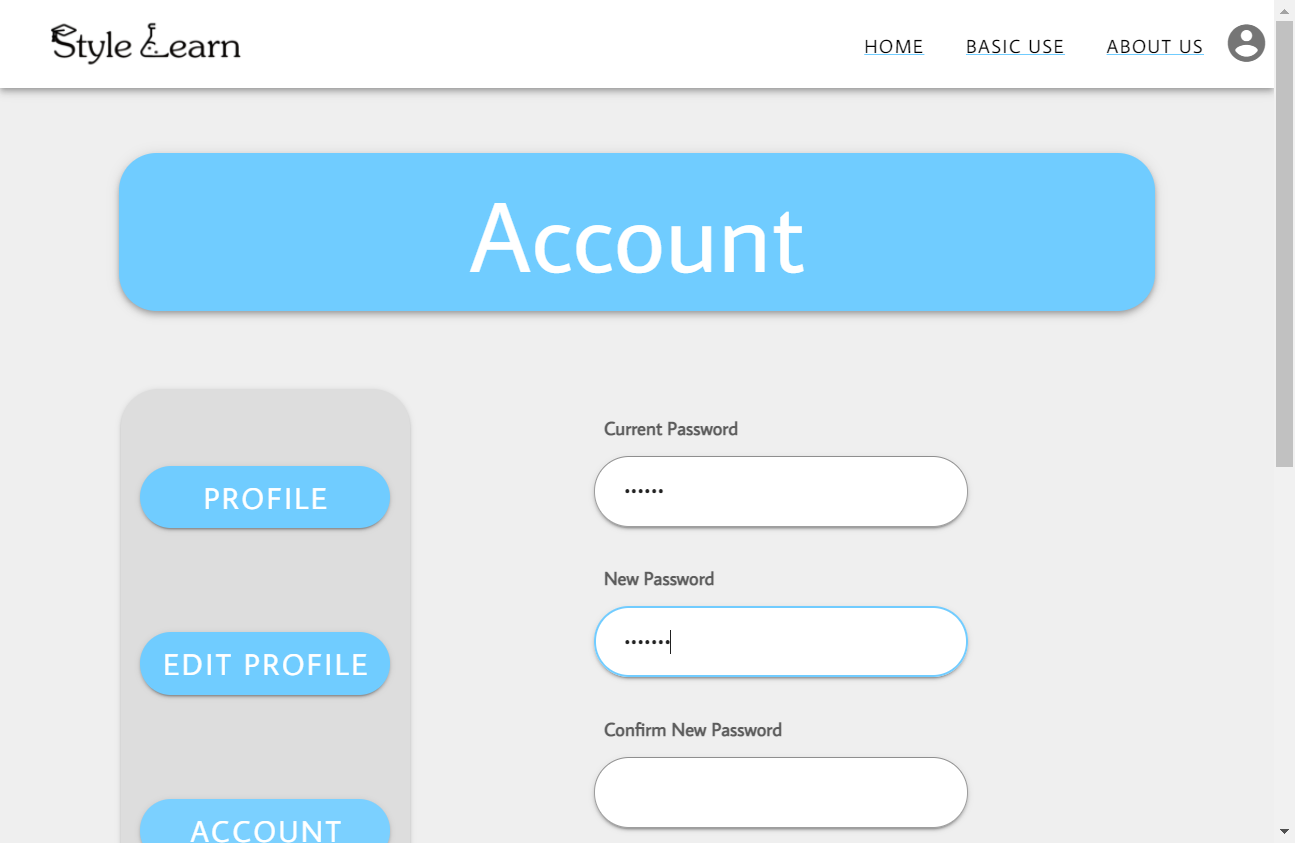 Style Learn
HOME
BASIC USE
ABOUT US
Account
PROFILE
EDIT PROFILE
ACCOUNT
Current Password
••••••
New Password
•••••••
Confirm New Password